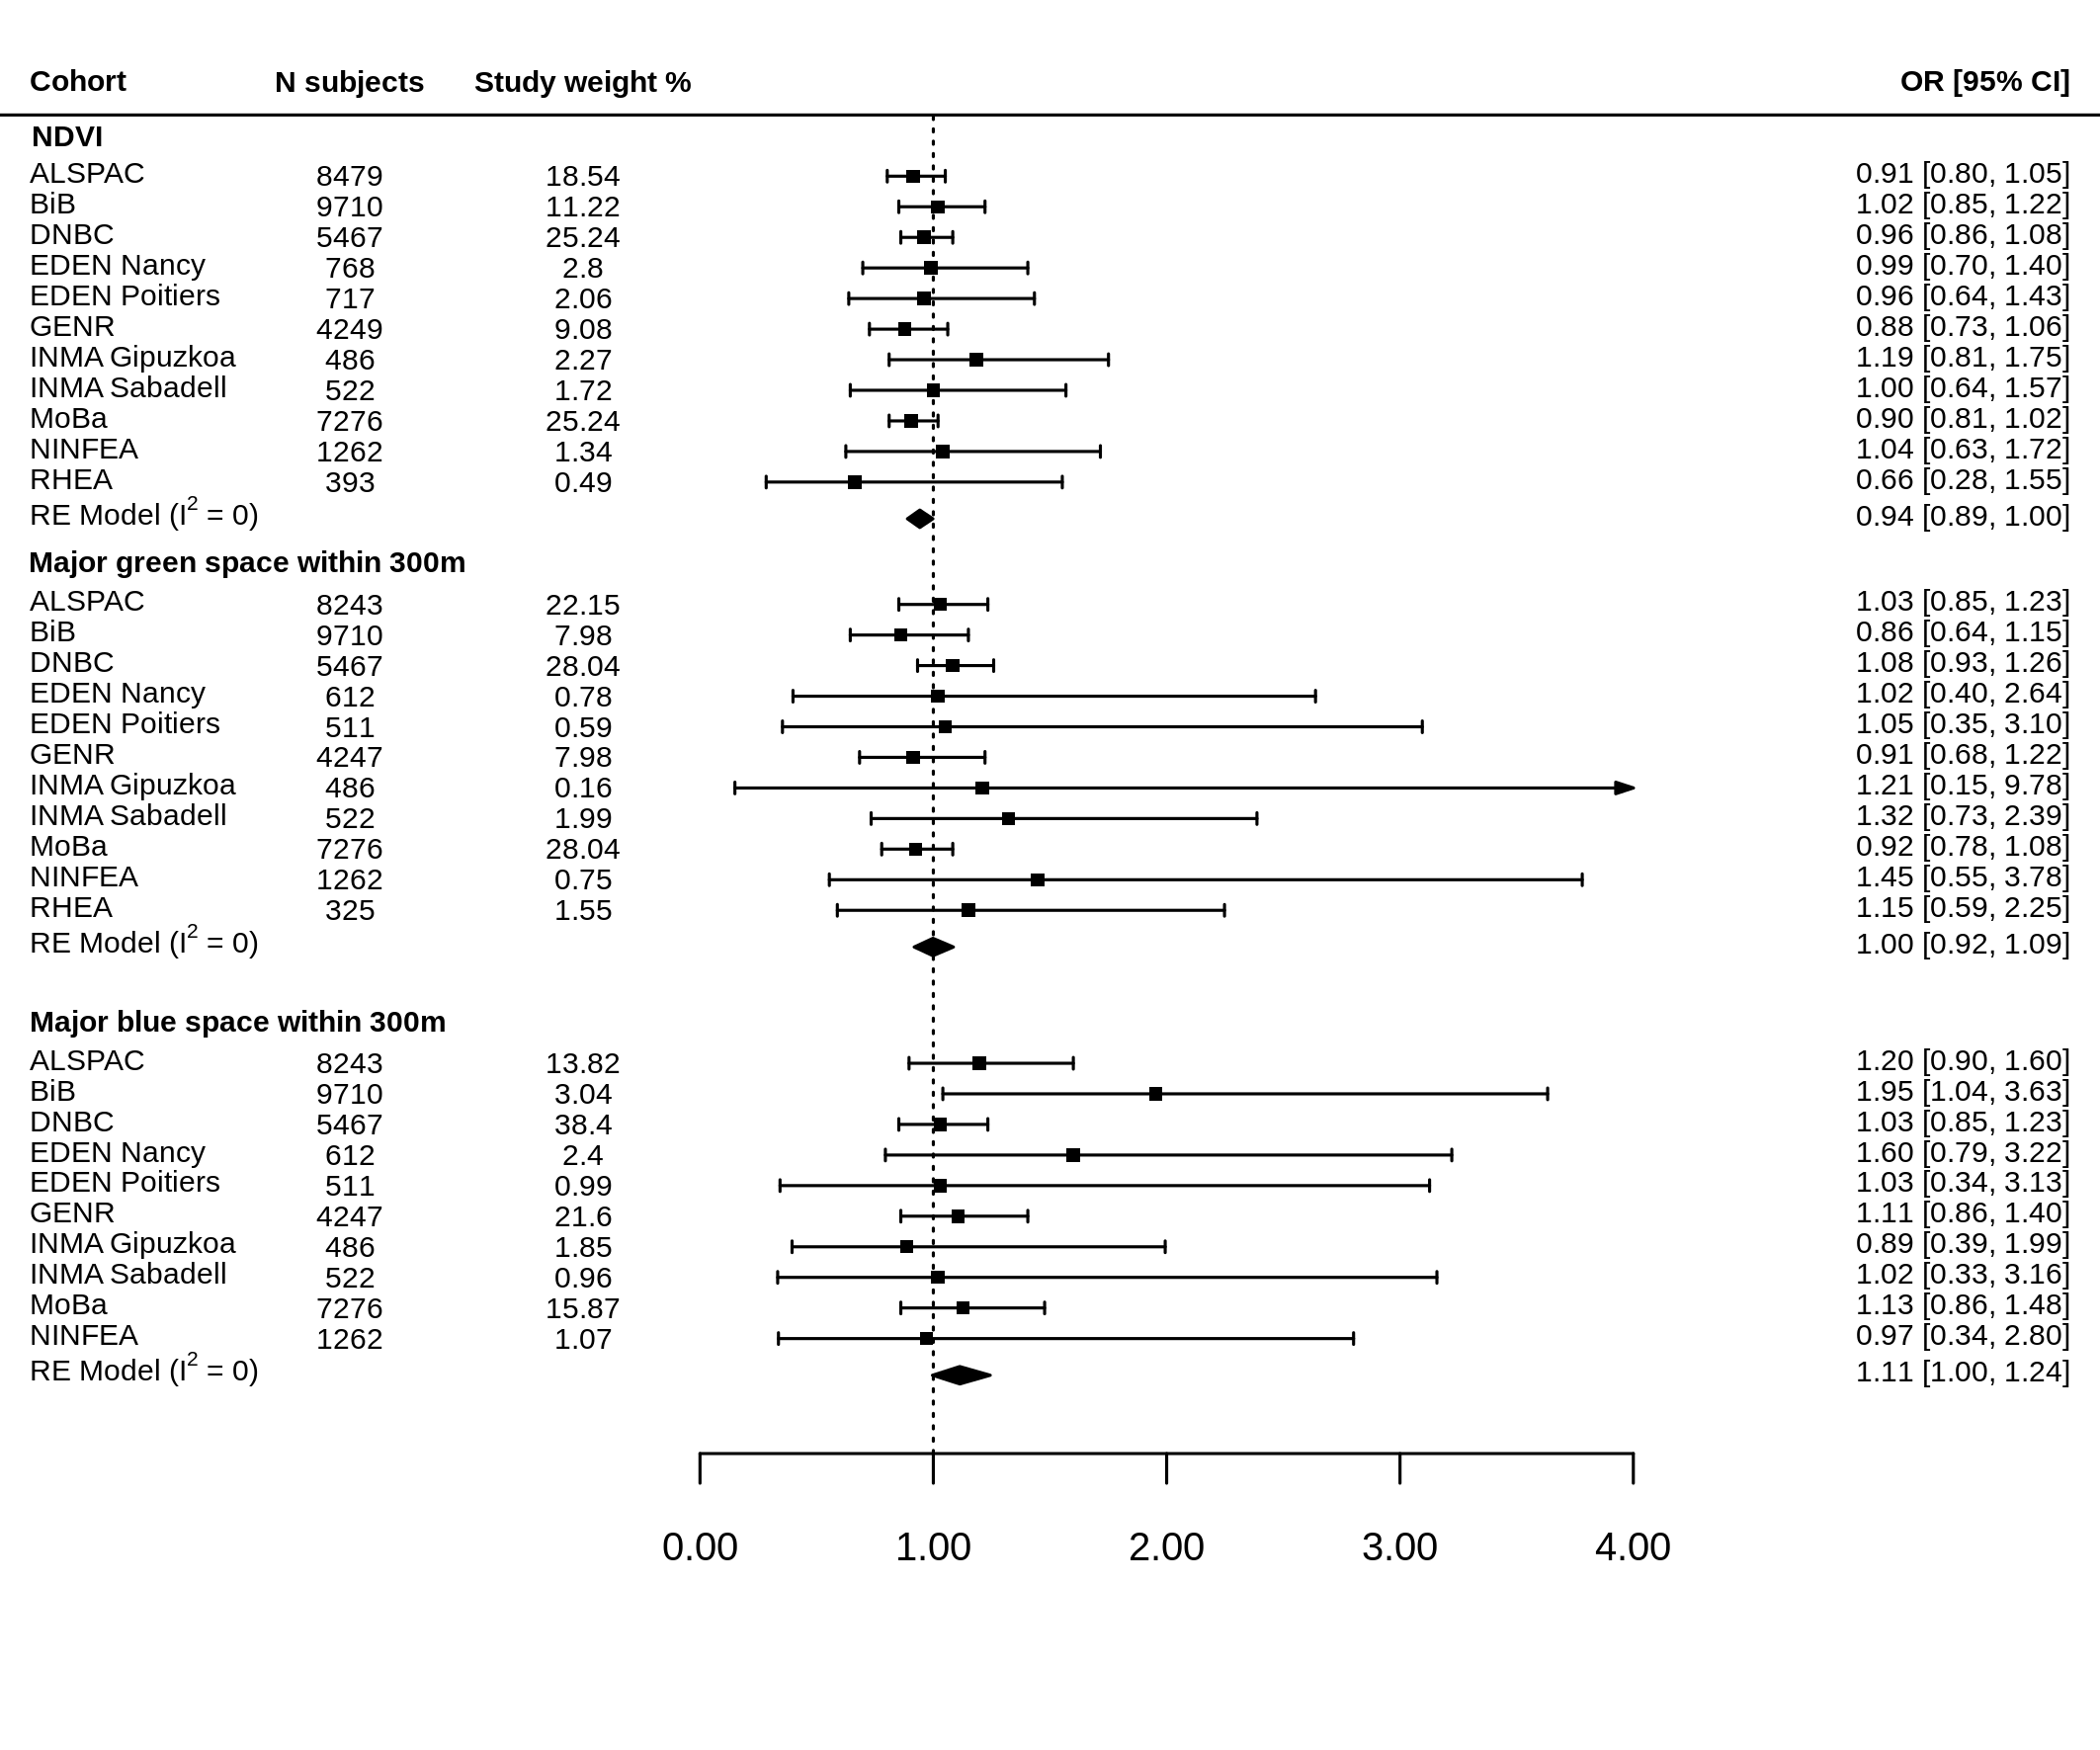 Cohort N subjects Study weight % OR [95% CI]
NDVI
ALSPAC 8479 18.54 0.91 [0.80, 1.05]
BiB 9710 11.22 1.02 [0.85, 1.22]
DNBC 5467 25.24 0.96 [0.86, 1.08]
EDEN Nancy 768 2.8 0.99 [0.70, 1.40]
EDEN Poitiers 717 2.06 0.96 [0.64, 1.43]
GENR 4249 9.08 0.88 [0.73, 1.06]
INMA Gipuzkoa 486 2.27 1.19 [0.81, 1.75]
INMA Sabadell 522 1.72 1.00 [0.64, 1.57]
MoBa 7276 25.24 0.90 [0.81, 1.02]
NINFEA 1262 1.34 1.04 [0.63, 1.72]
RHEA 393 0.49 0.66 [0.28, 1.55]
RE Model (I² = 0) 0.94 [0.89, 1.00]
Major green space within 300m
ALSPAC 8243 22.15 1.03 [0.85, 1.23]
BiB 9710 7.98 0.86 [0.64, 1.15]
DNBC 5467 28.04 1.08 [0.93, 1.26]
EDEN Nancy 612 0.78 1.02 [0.40, 2.64]
EDEN Poitiers 511 0.59 1.05 [0.35, 3.10]
GENR 4247 7.98 0.91 [0.68, 1.22]
INMA Gipuzkoa 486 0.16 1.21 [0.15, 9.78]
INMA Sabadell 522 1.99 1.32 [0.73, 2.39]
MoBa 7276 28.04 0.92 [0.78, 1.08]
NINFEA 1262 0.75 1.45 [0.55, 3.78]
RHEA 325 1.55 1.15 [0.59, 2.25]
RE Model (I² = 0) 1.00 [0.92, 1.09]
Major blue space within 300m
ALSPAC 8243 13.82 1.20 [0.90, 1.60]
BiB 9710 3.04 1.95 [1.04, 3.63]
DNBC 5467 38.4 1.03 [0.85, 1.23]
EDEN Nancy 612 2.4 1.60 [0.79, 3.22]
EDEN Poitiers 511 0.99 1.03 [0.34, 3.13]
GENR 4247 21.6 1.11 [0.86, 1.40]
INMA Gipuzkoa 486 1.85 0.89 [0.39, 1.99]
INMA Sabadell 522 0.96 1.02 [0.33, 3.16]
MoBa 7276 15.87 1.13 [0.86, 1.48]
NINFEA 1262 1.07 0.97 [0.34, 2.80]
RE Model (I² = 0) 1.11 [1.00, 1.24]
0.00 1.00 2.00 3.00 4.00